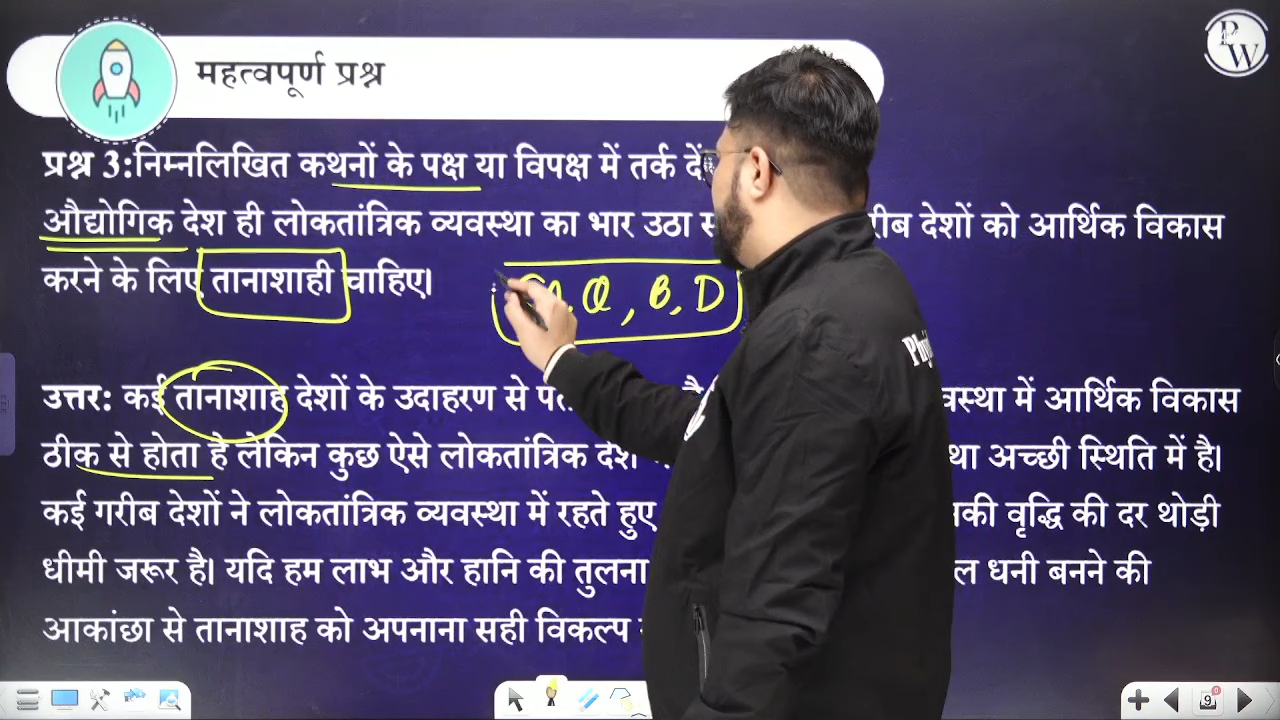 PW
महत्वपूर्ण प्रश्न
प्रश्न 3:निम्नलिखित कथनों के पक्ष या विपक्ष में तर्क दें
औद्योगिक देश ही लोकतांत्रिक व्यवस्था का भार उठा देशों को आर्थिक विकास
करने के लिए तानाशाही चाहिए।
Q, B, D
उत्तर: कई तानाशाह देशों के उदाहरण से में आर्थिक विकास
ठीक से होता है लेकिन कुछ ऐसे लोकतांत्रिक देश अच्छी स्थिति में है।
कई गरीब देशों ने लोकतांत्रिक व्यवस्था में रहते हुए वृद्धि की दर थोड़ी
धीमी जरूर है। यदि हम लाभ और हानि की तुलना धनी बनने की
आकांछा से तानाशाह को अपनाना सही विकल्प
9